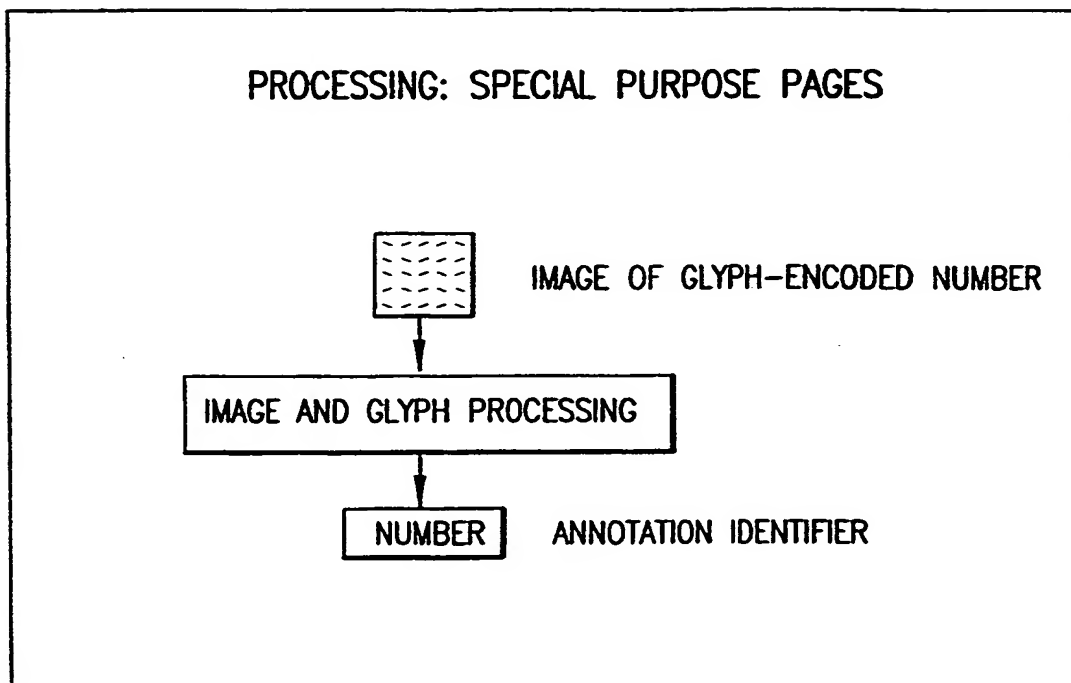 PROCESSING: SPECIAL PURPOSE PAGES
IMAGE OF GLYPH-ENCODED NUMBER
IMAGE AND GLYPH PROCESSING
NUMBER
ANNOTATION IDENTIFIER